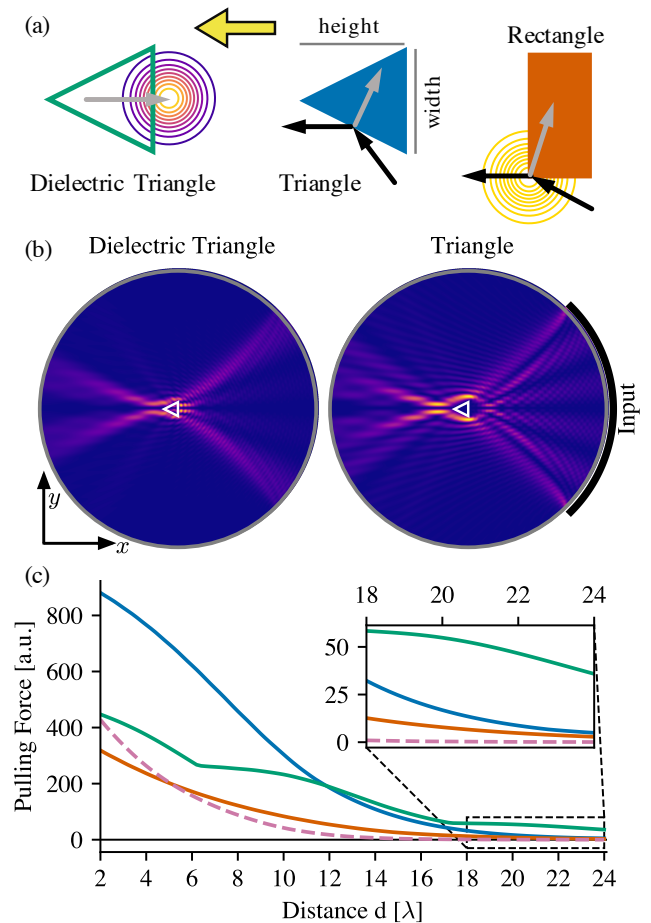 (a)
height
width
Rectangle
Dielectric Triangle
Triangle
(b)
Dielectric Triangle
Triangle
Input
y
x
(c)
18 20 22 24
50
25
0
800
600
400
200
0
Pulling Force [a.u.]
2 4 6 8 10 12 14 16 18 20 22 24
Distance d [λ]